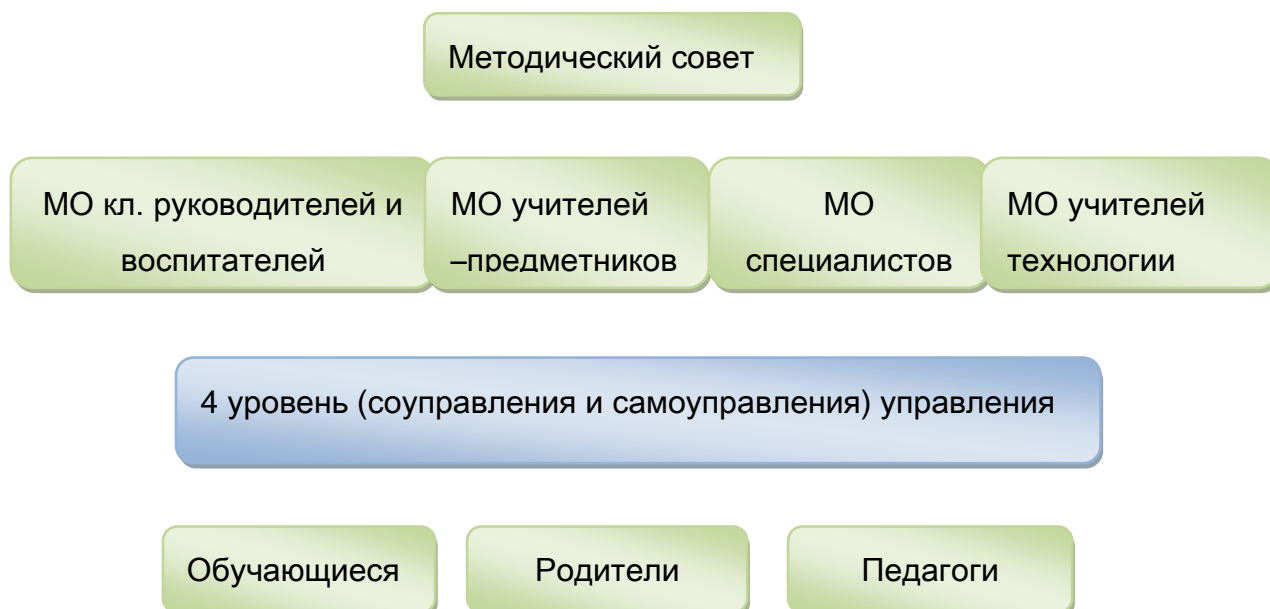 Методический совет
МО кл. руководителей и
воспитателей
МО учителей
–предметников
МО
специалистов
МО учителей
технологии
4 уровень (соуправления и самоуправления) управления
Обучающиеся
Родители
Педагоги